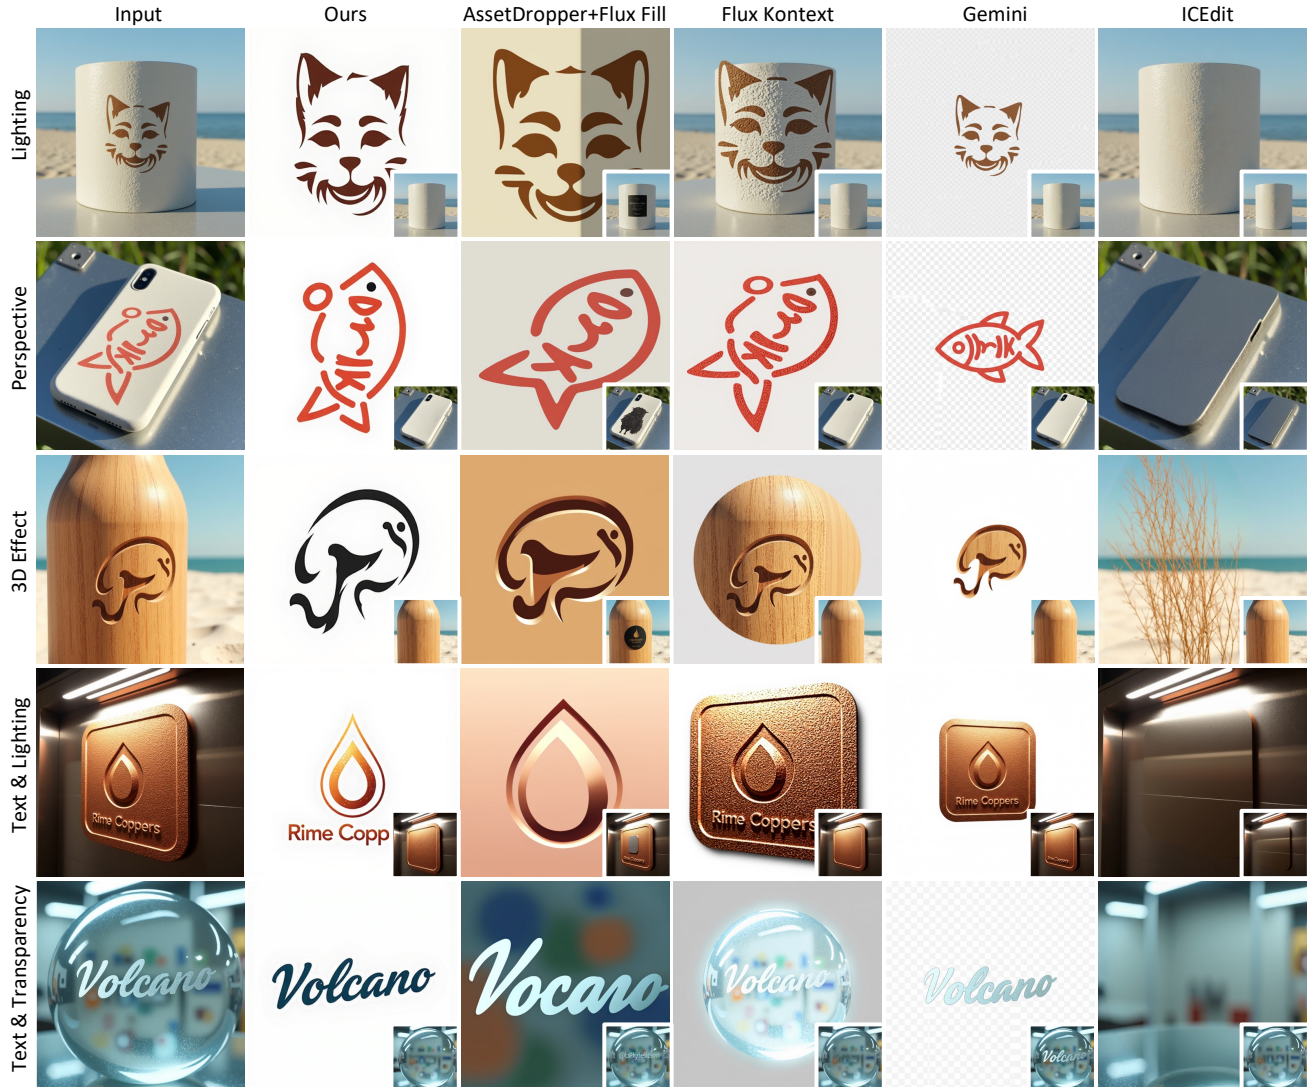 Input Ours AssetDropper+Flux Fill Flux Kontext Gemini ICEdit
Lighting
Perspective
3D Effect
Text & Lighting
Rime Coppers
Rime Copp
Rime Coppers
Rime Coppers
Text & Transparency
Volcano
Volcano
Vocaro
Volcano
Volcano
Volcano